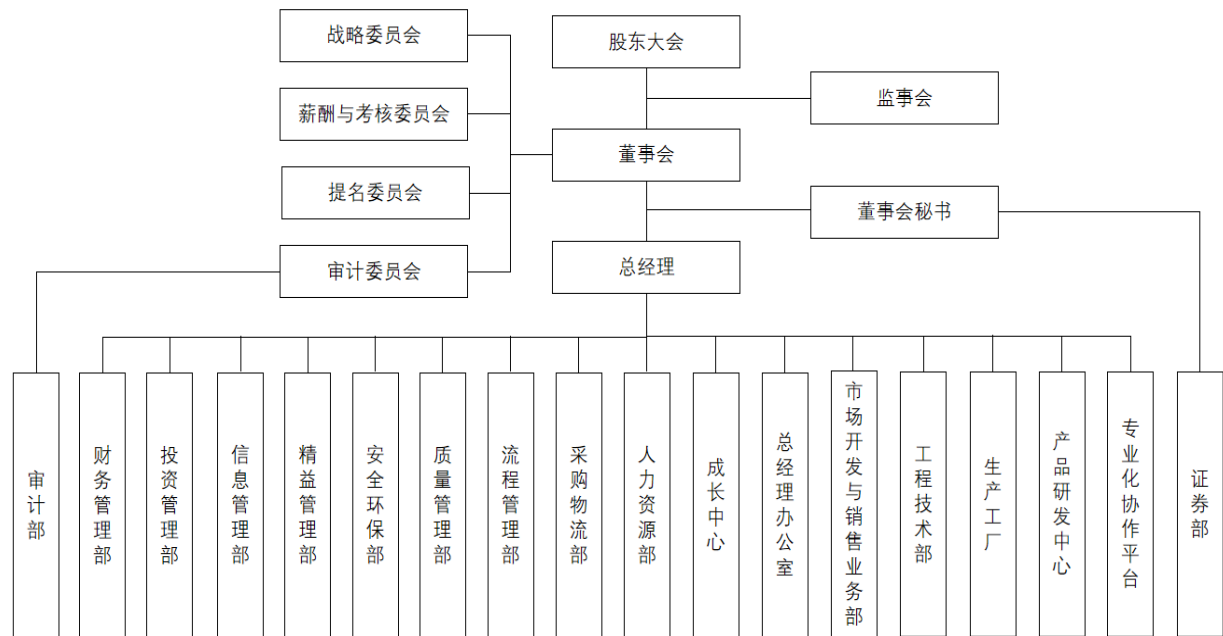 战略委员会
股东大会
薪酬与考核委员会
监事会
董事会
提名委员会
董事会秘书
审计委员会
总经理
审计部
财务管理部
投资管理部
信息管理部
精益管理部
安全环保部
质量管理部
流程管理部
采购物流部
人力资源部
成长中心
总经理办公室
市场开发与销售业务部
工程技术部
生产工厂
产品研发中心
专业化协作平台
证券部